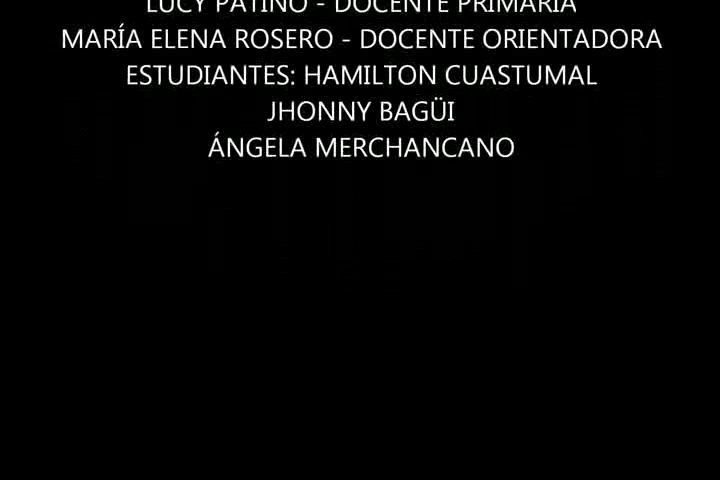 LUCY PATIÑO - DOCENTE PRIMARIA
MARÍA ELENA ROSERO - DOCENTE ORIENTADORA
ESTUDIANTES: HAMILTON CUASTUMAL
JHONNY BAGÜI
ÁNGELA MERCHANCANO